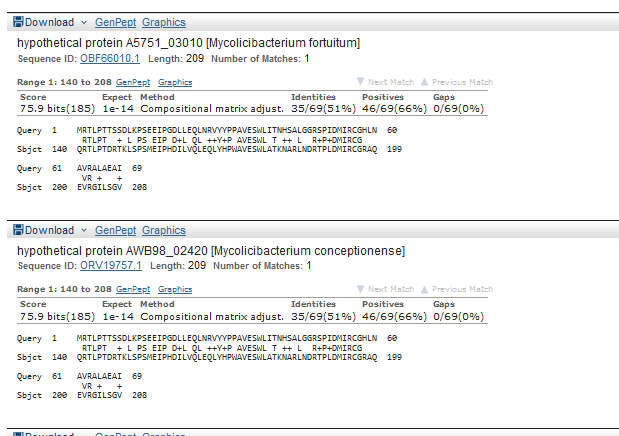 Download GenPept Graphics
hypothetical protein A5751_03010 [Mycolicibacterium fortuitum]
Sequence ID: OBF66010.1 Length: 209 Number of Matches: 1
Range 1: 140 to 208 GenPept Graphics Next Match Previous Match
Score Expect Method Identities Positives Gaps
75.9 bits(185) 1e-14 Compositional matrix adjust. 35/69(51%) 46/69(66%) 0/69(0%)
Query 1 MRTLPTTSSDLKPSEEIPGDLLEQLNRVYYPPAVESWLITNHSALGGRSPIDMIRCGHLN 60
RTLPT + L PS EIP D+L QL ++Y+P AVESWL T ++ L R+P+DMIRCG
Sbjct 140 QRTLPTDRTKLSPSMEIPHDILVQLEQLYHPWAVESWLATKNARLNDRTPLDMIRCGRAQ 199
Query 61 AVRALAEAI 69
VR + +
Sbjct 200 EVRGILSGV 208
Download GenPept Graphics
hypothetical protein AWB98_02420 [Mycolicibacterium conceptionense]
Sequence ID: ORV19757.1 Length: 209 Number of Matches: 1
Range 1: 140 to 208 GenPept Graphics Next Match Previous Match
Score Expect Method Identities Positives Gaps
75.9 bits(185) 1e-14 Compositional matrix adjust. 35/69(51%) 46/69(66%) 0/69(0%)
Query 1 MRTLPTTSSDLKPSEEIPGDLLEQLNRVYYPPAVESWLITNHSALGGRSPIDMIRCGHLN 60
RTLPT + L PS EIP D+L QL ++Y+P AVESWL T ++ L R+P+DMIRCG
Sbjct 140 QRTLPTDRTKLSPSMEIPHDILVQLEQLYHPWAVESWLATKNARLNDRTPLDMIRCGRAQ 199
Query 61 AVRALAEAI 69
VR + +
Sbjct 200 EVRGILSGV 208
Download GenPept Graphics